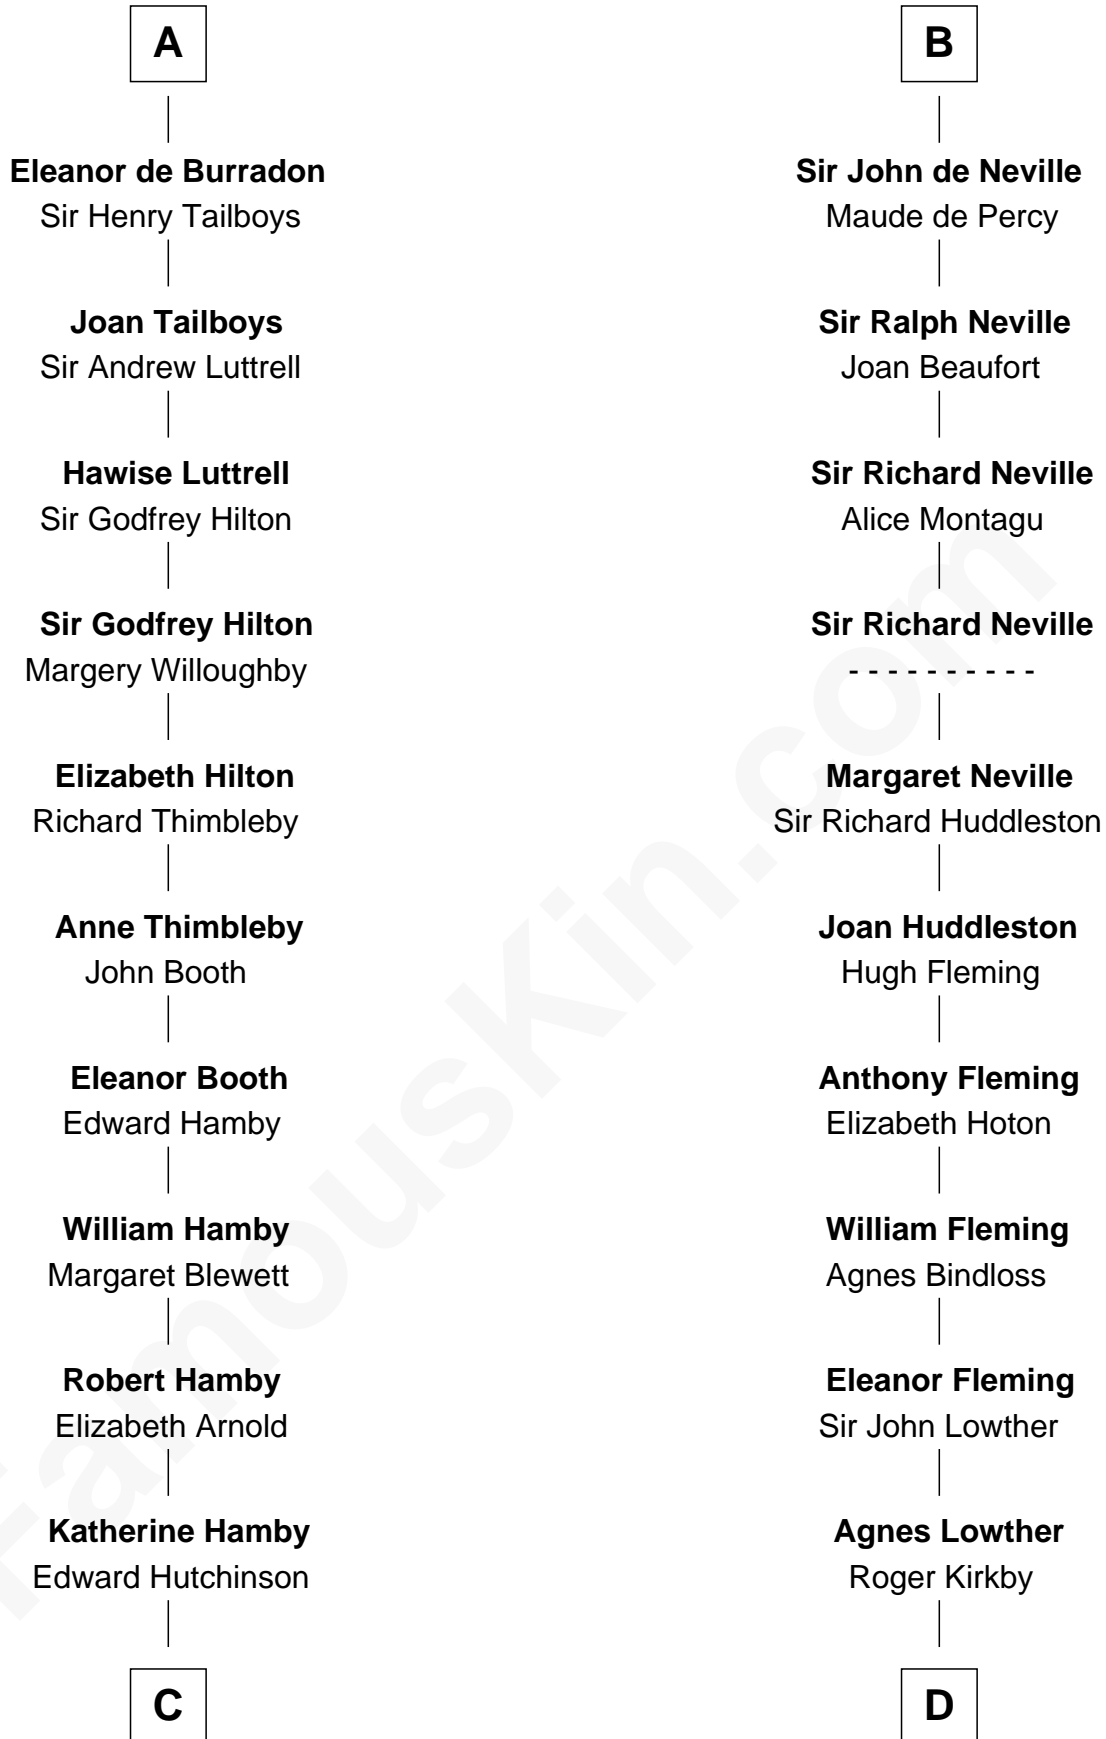 A
Eleanor de Burradon
Sir Henry Tailboys
Joan Tailboys
Sir Andrew Luttrell
Hawise Luttrell
Sir Godfrey Hilton
Sir Godfrey Hilton
Margery Willoughby
Elizabeth Hilton
Richard Thimbleby
Anne Thimbleby
John Booth
Eleanor Booth
Edward Hamby
William Hamby
Margaret Blewett
Robert Hamby
Elizabeth Arnold
Katherine Hamby
Edward Hutchinson
C
B
Sir John de Neville
Maude de Percy
Sir Ralph Neville
Joan Beaufort
Sir Richard Neville
Alice Montagu
Sir Richard Neville
- - - - - - - - - -
Margaret Neville
Sir Richard Huddleston
Joan Huddleston
Hugh Fleming
Anthony Fleming
Elizabeth Hoton
William Fleming
Agnes Bindloss
Eleanor Fleming
Sir John Lowther
Agnes Lowther
Roger Kirkby
D
FamousKin.com